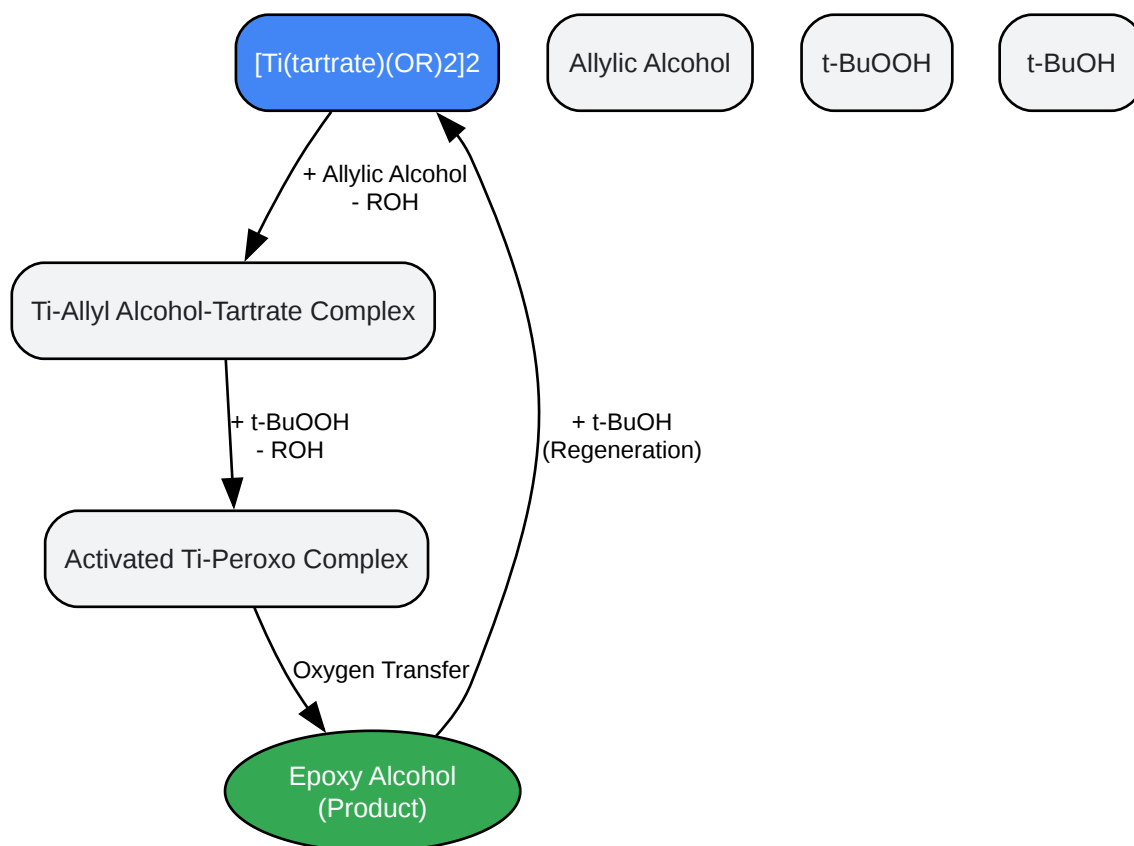 [Ti(tartrate)(OR)2]2
Allylic Alcohol
t-BuOOH
t-BuOH
+ Allylic Alcohol
- ROH
Ti-Allyl Alcohol-Tartrate Complex
+ t-BuOOH
- ROH
+ t-BuOH
(Regeneration)
Activated Ti-Peroxo Complex
Oxygen Transfer
Epoxy Alcohol
(Product)